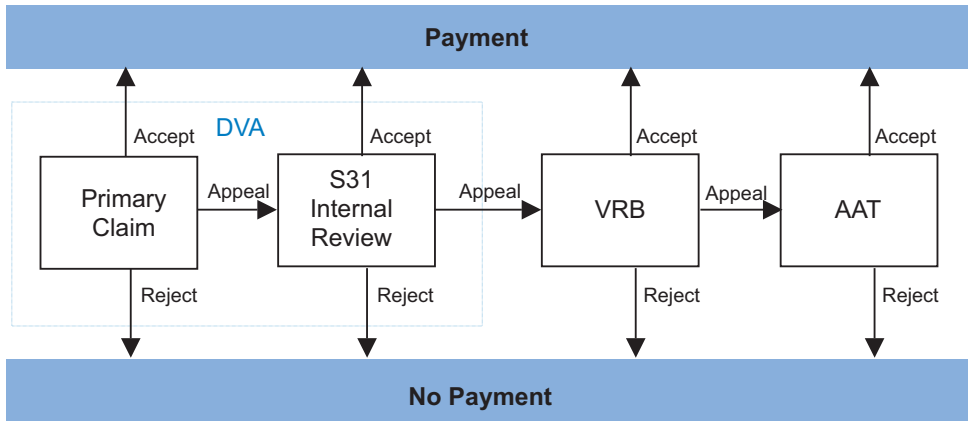 Payment
DVA
Accept
Accept
Accept
Accept
Primary
Claim
Appeal
S31
Internal
Review
Appeal
VRB
Appeal
AAT
Reject
Reject
Reject
Reject
No Payment